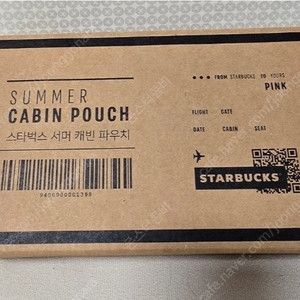 SUMMER
CABIN POUCH
스타벅스 서머 캐빈 파우치
FROM STARBUCKS TO YOURS
PINK
FLIGHT GATE
DATE CABIN SEAT
STARBUCKS